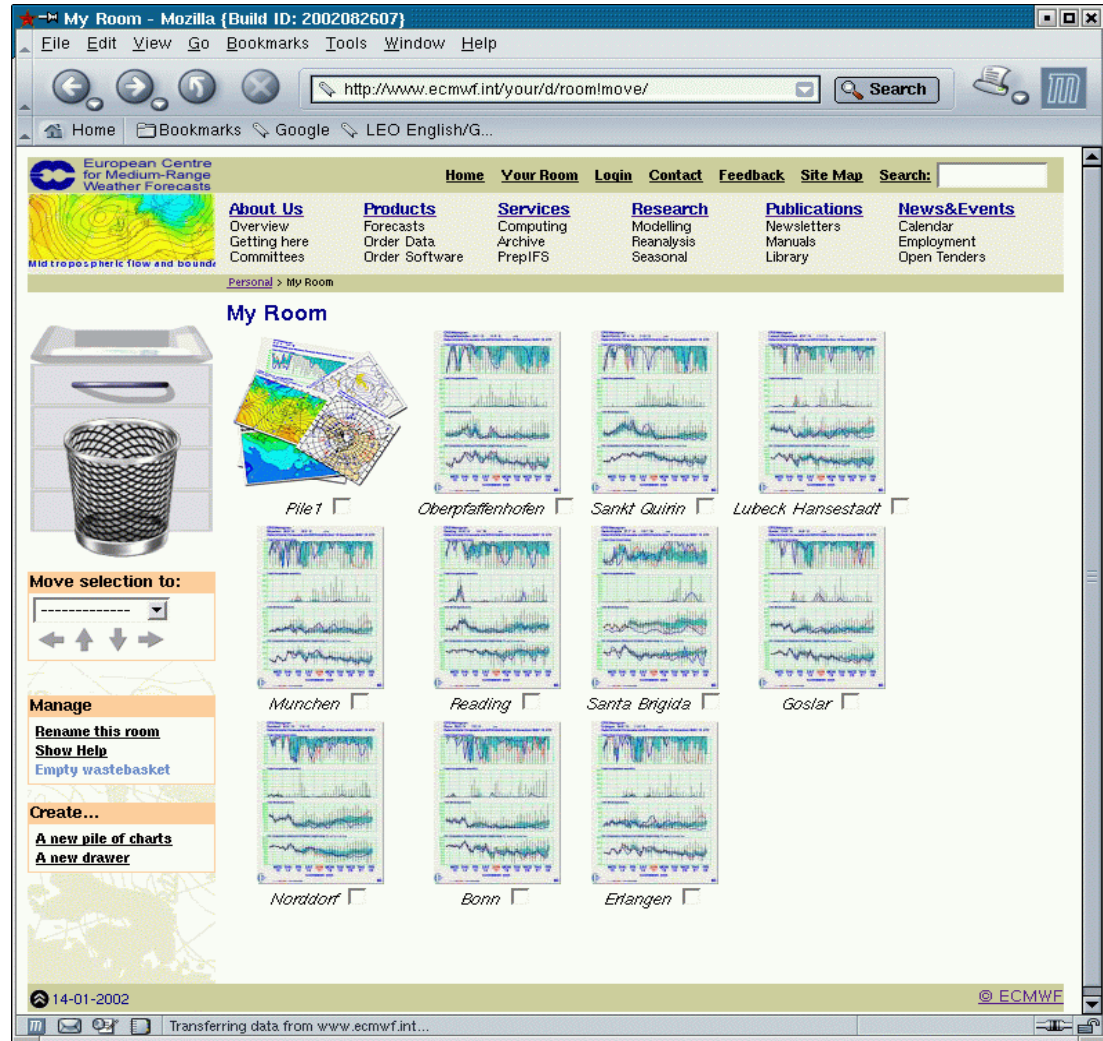 My Room - Mozilla {Build ID: 2002082607}
File Edit View Go Bookmarks Tools Window Help
http://www.ecmwf.int/your/d/room!move/ Search
Home Bookmarks Google LEO English/G...
European Centre
for Medium-Range
Weather Forecasts
Home Your Room Login Contact Feedback Site Map Search:
About Us Products Services Research Publications News&Events
Overview Forecasts Computing Modelling Newsletters Calendar
Getting here Order Data Archive Reanalysis Manuals Employment
Committees Order Software PrepIFS Seasonal Library Open Tenders
Mid tropospheric flow and bounda
Personal > My Room
My Room
Pile1 Oberpfaffenhofen Sankt Quirin Lubeck Hansestadt
Move selection to:
-------------
Munchen Reading Santa Brigida Goslar
Manage
Rename this room
Show Help
Empty wastebasket
Create...
A new pile of charts
A new drawer
Norddorf Bonn Erlangen
14-01-2002 © ECMWF
Transferring data from www.ecmwf.int...